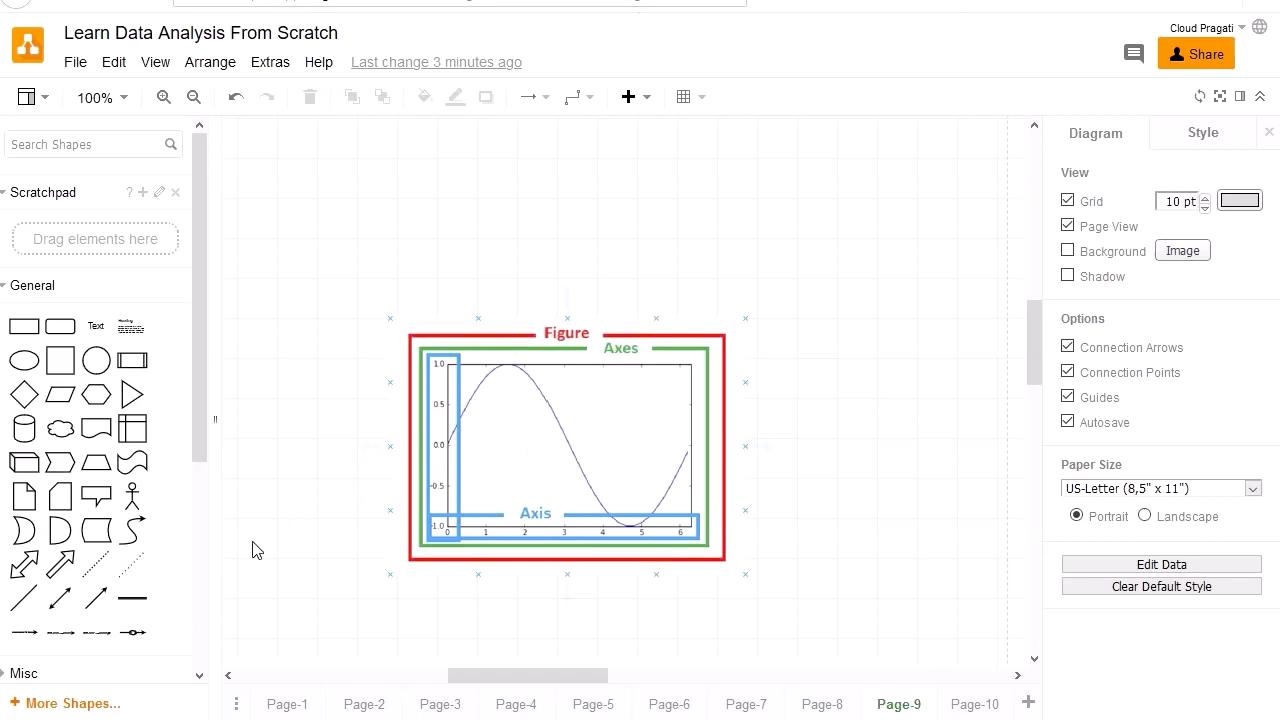 Learn Data Analysis From Scratch
Cloud Pragati
File Edit View Arrange Extras Help Last change 3 minutes ago
Share
100%
Search Shapes
Scratchpad
?
Drag elements here
General
Text
Heading
Misc
+ More Shapes...
Figure
Axes
1.0
0.5
0.0
-0.5
-1.0
Axis
0 1 2 3 4 5 6
Diagram Style
View
Grid 10 pt
Page View
Background Image
Shadow
Options
Connection Arrows
Connection Points
Guides
Autosave
Paper Size
US-Letter (8,5" x 11")
Portrait Landscape
Edit Data
Clear Default Style
Page-1 Page-2 Page-3 Page-4 Page-5 Page-6 Page-7 Page-8 Page-9 Page-10